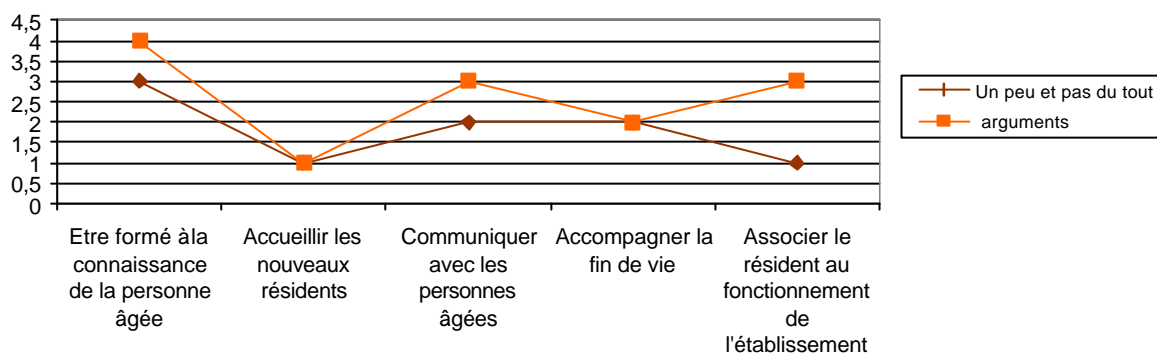 4,5
4
3,5
3
2,5
2
1,5
1
0,5
0
Un peu et pas du tout
arguments
Etre formé àla
connaissance
de la personne
âgée
Accueillir les
nouveaux
résidents
Communiquer
avec les
personnes
âgées
Accompagner la
fin de vie
Associer le
résident au
fonctionnement
de
l'établissement